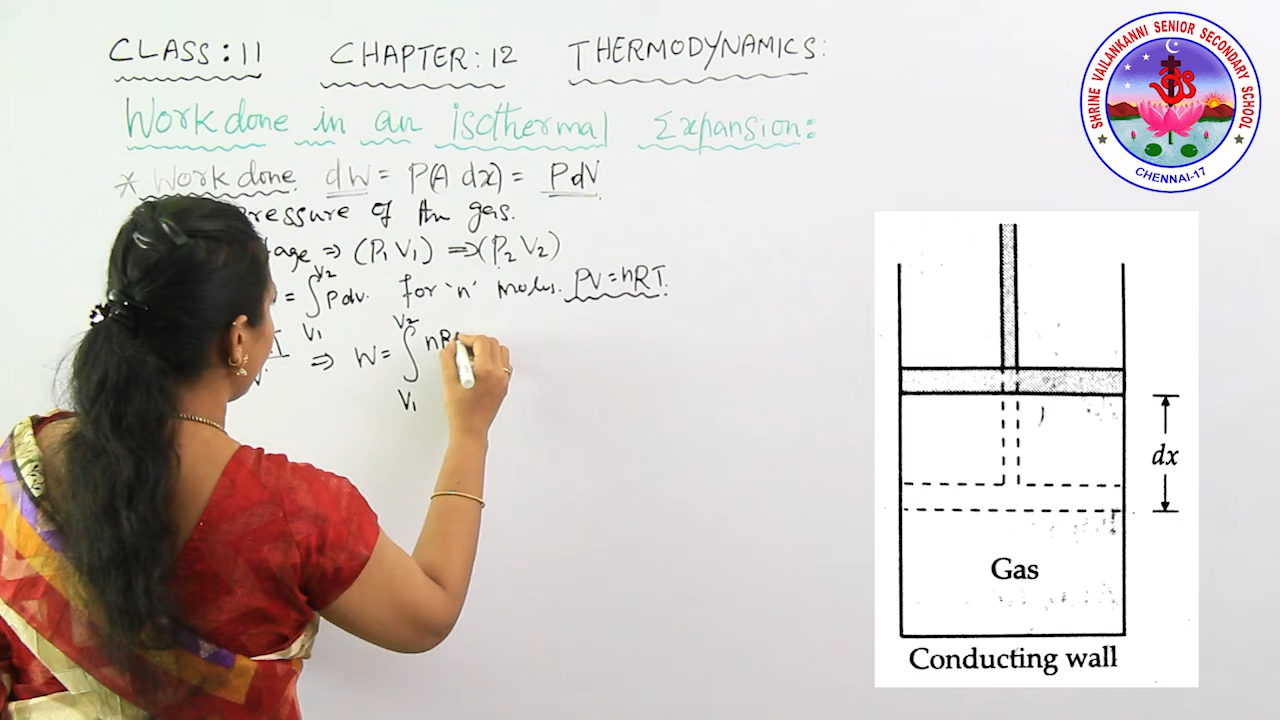 CLASS: 11 CHAPTER: 12 THERMODYNAMICS:
Work done in an isothermal Expansion:
* Work done. dW = P(A dx) = PdV
pressure of the gas.
(P₁ V₁) ⇒ (P₂ V₂)
= ∫ V₂ V₁ Pdv. for 'n' moles. PV = nRT.
⇒ W = ∫ V₂ V₁ nR
SHRINE VAILANKANNI SENIOR SECONDARY SCHOOL
CHENNAI-17
dx
Gas
Conducting wall